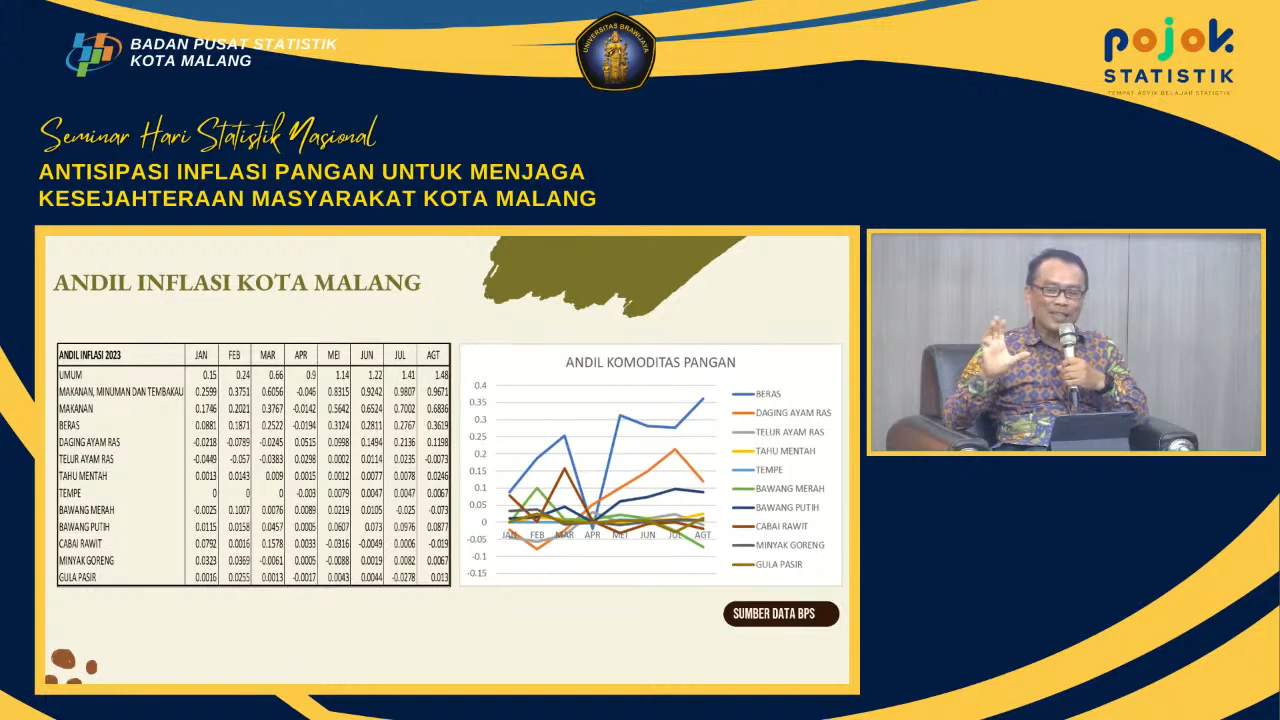 BADAN PUSAT STATISTIK
KOTA MALANG
UNIVERSITAS BRAWIJAYA
pojok
STATISTIK
TEMPAT ASYIK BELAJAR STATISTIK
Seminar Hari Statistik Nasional
ANTISIPASI INFLASI PANGAN UNTUK MENJAGA
KESEJAHTERAAN MASYARAKAT KOTA MALANG
ANDIL INFLASI KOTA MALANG
ANDIL INFLASI 2023 JAN FEB MAR APR MEI JUN JUL AGT
UMUM 0.15 0.24 0.66 0.9 1.14 1.22 1.41 1.48
MAKANAN, MINUMAN DAN TEMBAKAU 0.2599 0.3751 0.6056 -0.046 0.8315 0.9242 0.9807 0.9671
MAKANAN 0.1746 0.2021 0.3767 -0.0142 0.5642 0.6524 0.7002 0.6836
BERAS 0.0881 0.1871 0.2522 -0.0194 0.3124 0.2811 0.2767 0.3619
DAGING AYAM RAS -0.0218 -0.0789 -0.0245 0.0515 0.0998 0.1494 0.2136 0.1198
TELUR AYAM RAS -0.0449 -0.057 -0.0383 0.0298 0.0002 0.0114 0.0235 -0.0073
TAHU MENTAH 0.0013 0.0143 0.009 0.0015 0.0012 0.0077 0.0078 0.0246
TEMPE 0 0 0 -0.003 0.0079 0.0047 0.0047 0.0067
BAWANG MERAH -0.0025 0.1007 0.0076 0.0089 0.0219 0.0105 -0.025 -0.073
BAWANG PUTIH 0.0115 0.0158 0.0457 0.0005 0.0607 0.073 0.0976 0.0877
CABAI RAWIT 0.0792 0.0016 0.1578 0.0033 -0.0316 -0.0049 0.0006 -0.019
MINYAK GORENG 0.0323 0.0369 -0.0061 0.0005 -0.0088 0.0019 0.0082 0.0067
GULA PASIR 0.0016 0.0255 0.0013 -0.0017 0.0043 0.0044 -0.0278 0.013
ANDIL KOMODITAS PANGAN
0.4
0.35
0.3
0.25
0.2
0.15
0.1
0.05
0
-0.05
-0.1
-0.15
JAN FEB MAR APR MEI JUN JUL AGT
BERAS
DAGING AYAM RAS
TELUR AYAM RAS
TAHU MENTAH
TEMPE
BAWANG MERAH
BAWANG PUTIH
CABAI RAWIT
MINYAK GORENG
GULA PASIR
SUMBER DATA BPS